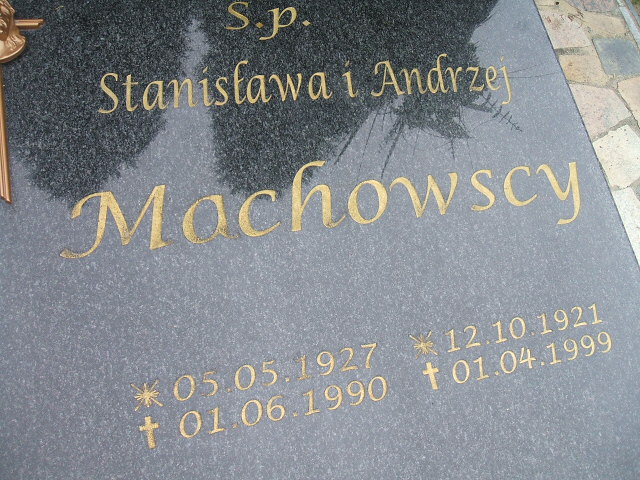 S.p.
Stanisława i Andrzej
Machowscy
05.05.1927 12.10.1921
01.06.1990 01.04.1999